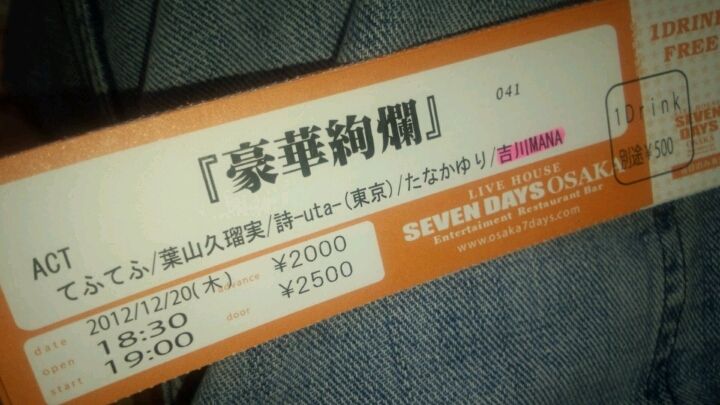 041
『豪華絢爛』
ACT
てふてふ/葉山久瑠実/詩-uta-(東京)/たなかゆり/吉川MANA
date 2012/12/20(木)
open 18:30
start 19:00
advance ¥2000
door ¥2500
LIVE HOUSE
SEVEN DAYS OSAKA
Entertaiment Restaurant Bar
www.osaka7days.com
1Drink
別途¥500
1DRINK
FREE